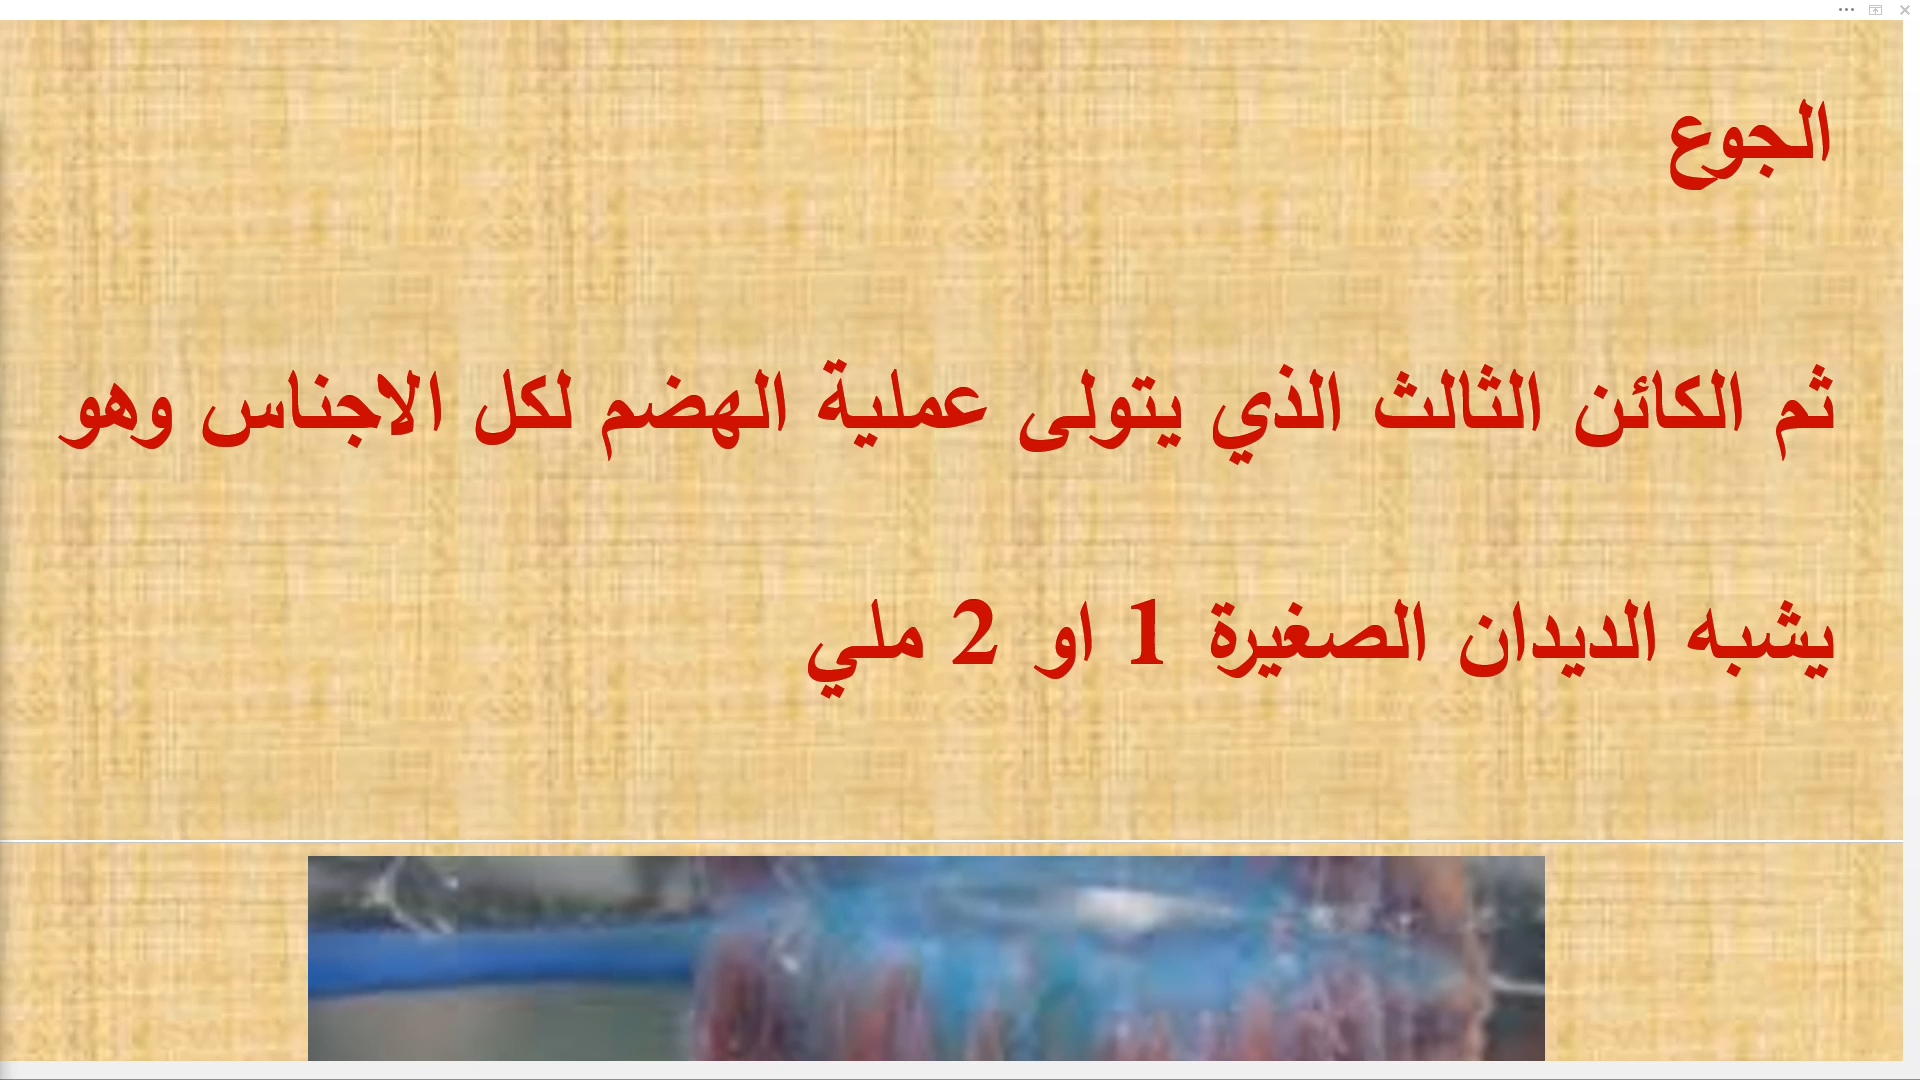 الجوع
ثم الكائن الثالث الذي يتولى عملية الهضم لكل الاجناس وهو
يشبه الديدان الصغيرة 1 او 2 ملي